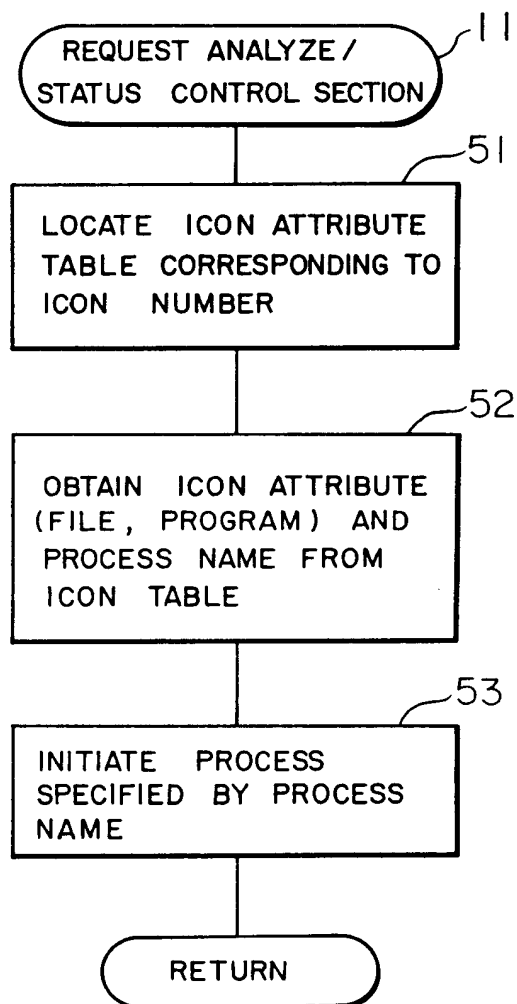 11
REQUEST ANALYZE /
STATUS CONTROL SECTION
51
LOCATE ICON ATTRIBUTE
TABLE CORRESPONDING TO
ICON NUMBER
52
OBTAIN ICON ATTRIBUTE
(FILE, PROGRAM) AND
PROCESS NAME FROM
ICON TABLE
53
INITIATE PROCESS
SPECIFIED BY PROCESS
NAME
RETURN